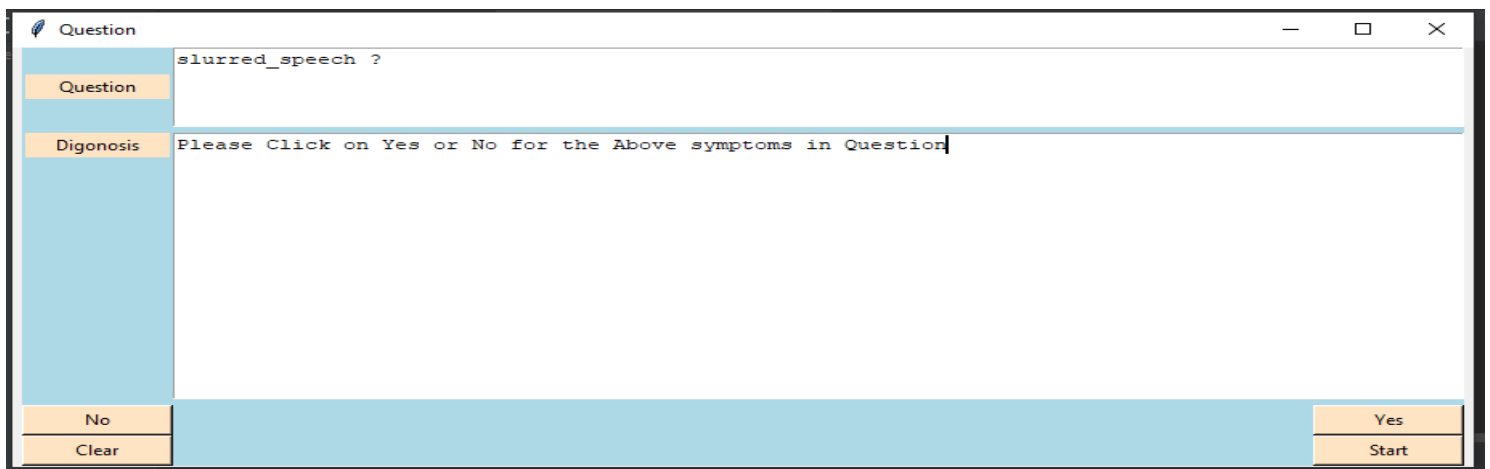 Question
slurred_speech ?
Question
Digonosis
Please Click on Yes or No for the Above symptoms in Question
No
Yes
Clear
Start